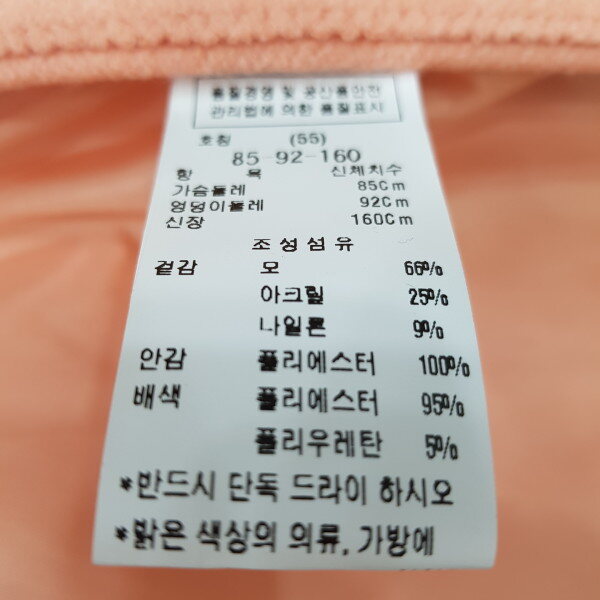 품질경영 및 공산품안전
관리법에 의한 품질표시
호칭 (55)
85-92-160
항 목 신체치수
가슴둘레 85Cm
엉덩이둘레 92Cm
신장 160Cm
조성섬유
겉감 모 66%
아크릴 25%
나일론 9%
안감 폴리에스터 100%
배색 폴리에스터 95%
폴리우레탄 5%
*반드시 단독 드라이 하시오
*밝은 색상의 의류, 가방에